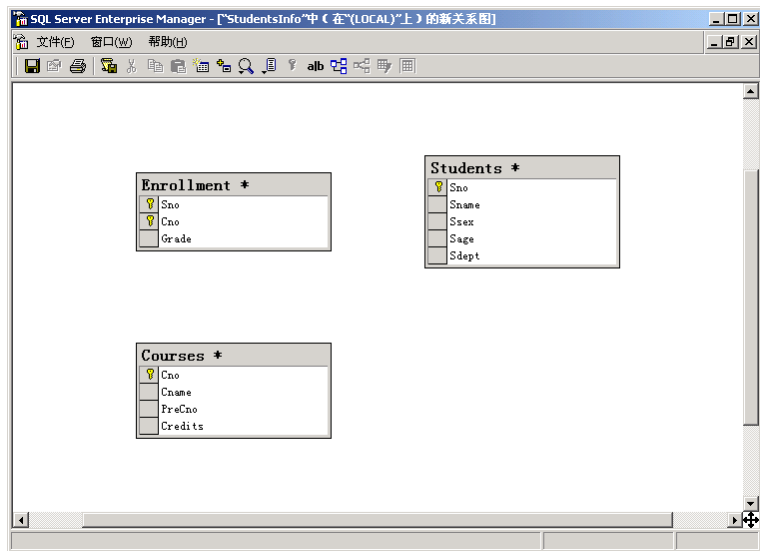 SQL Server Enterprise Manager - ["StudentsInfo"中(在"(LOCAL)"上)的新关系图]
文件(F) 窗口(W) 帮助(H)
a|b
Students *
Sno
Sname
Ssex
Sage
Sdept
Enrollment *
Sno
Cno
Grade
Courses *
Cno
Cname
PreCno
Credits